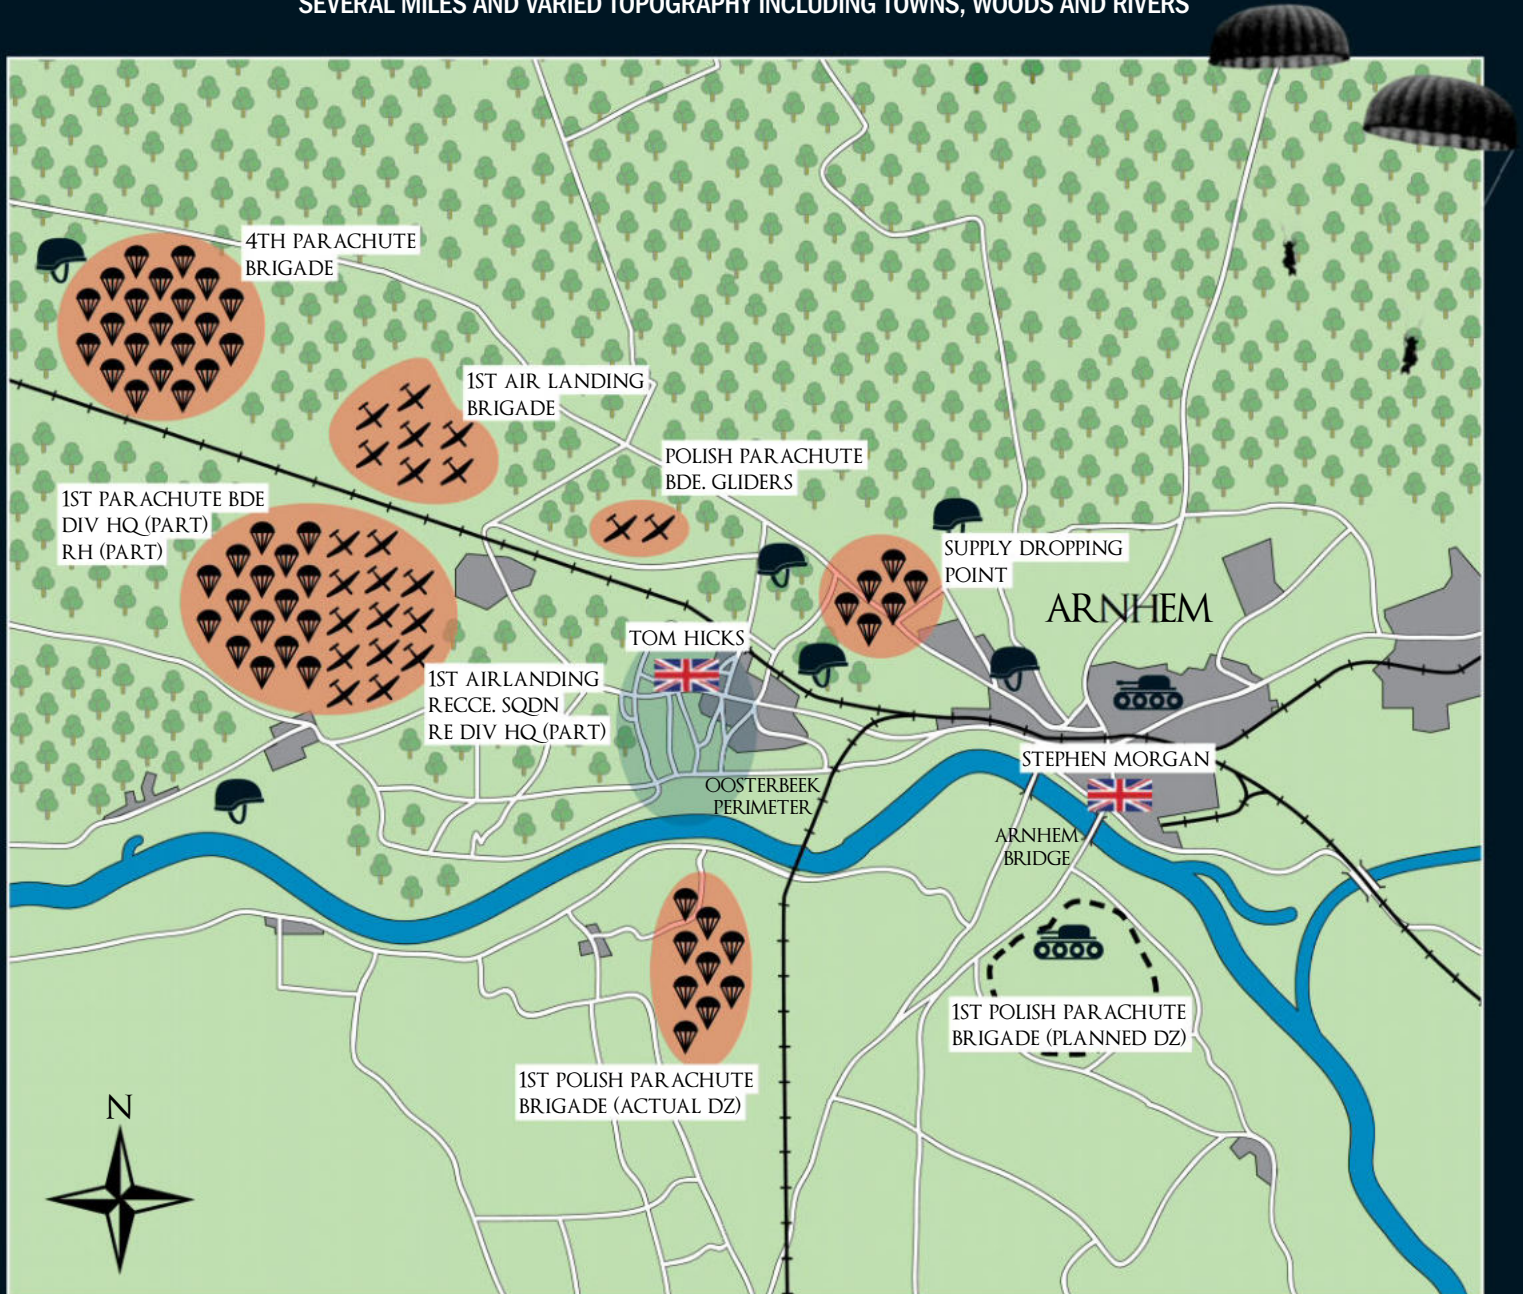 SEVERAL MILES AND VARIED TOPOGRAPHY INCLUDING TOWNS, WOODS AND RIVERS
4TH PARACHUTE
BRIGADE
1ST AIR LANDING
BRIGADE
POLISH PARACHUTE
BDE. GLIDERS
1ST PARACHUTE BDE
DIV HQ (PART)
RH (PART)
SUPPLY DROPPING
POINT
ARNHEM
TOM HICKS
1ST AIRLANDING
RECCE. SQDN
RE DIV HQ (PART)
STEPHEN MORGAN
OOSTERBEEK
PERIMETER
ARNHEM
BRIDGE
1ST POLISH PARACHUTE
BRIGADE (PLANNED DZ)
1ST POLISH PARACHUTE
BRIGADE (ACTUAL DZ)
N